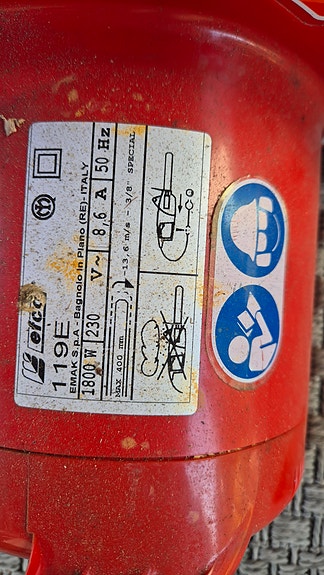 efco
119E
EMAK S.p.A - Bagnolo in Piano (RE)- ITALY
1800 W 230 V~ 8,6 A 50 Hz
MAX 400 mm 13,6 m/s - 3/8" SPECIAL